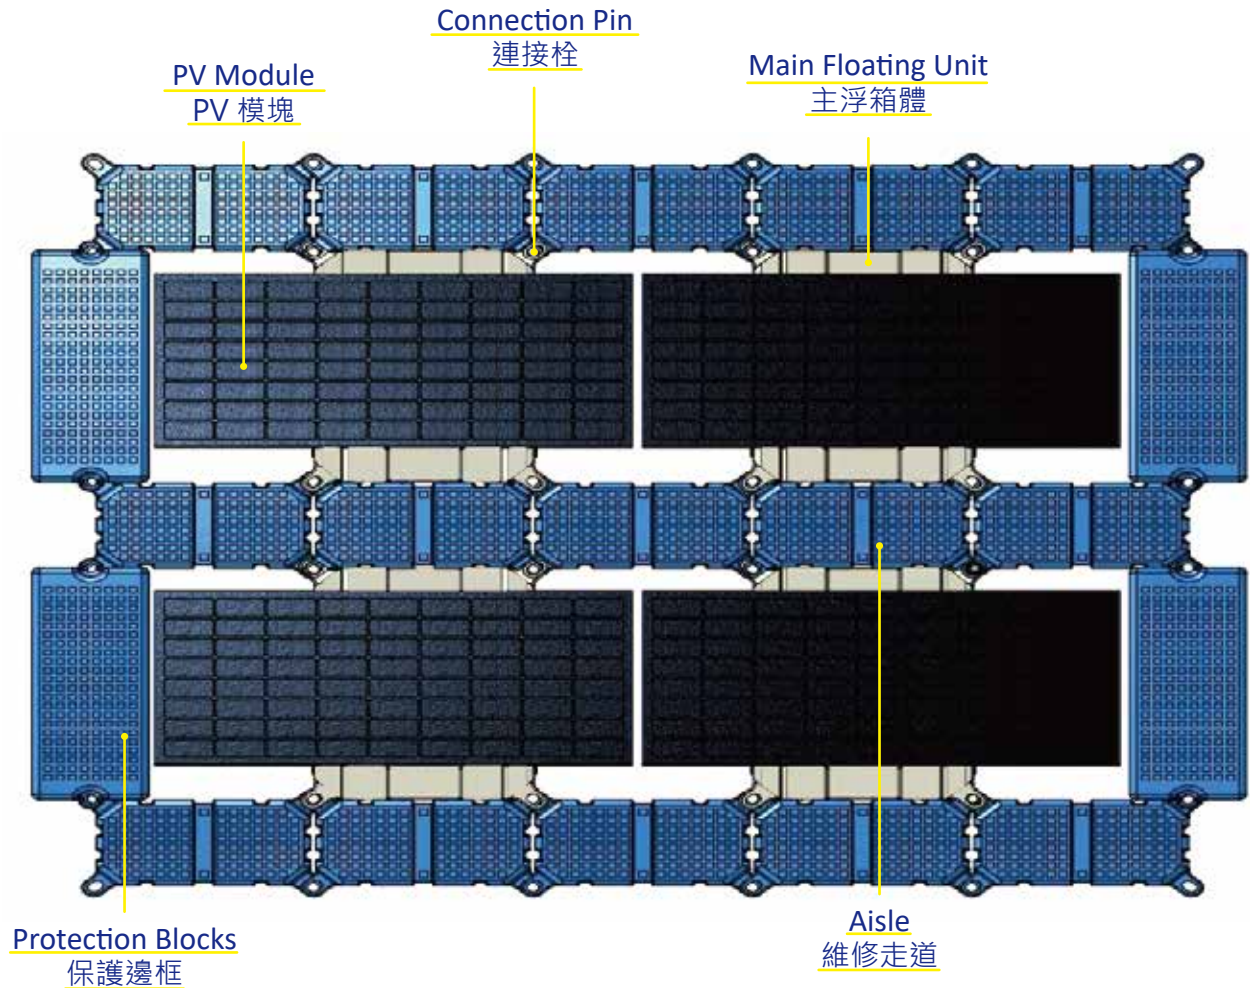 Connection Pin
連接栓
PV Module
PV 模塊
Main Floating Unit
主浮箱體
Protection Blocks
保護邊框
Aisle
維修走道